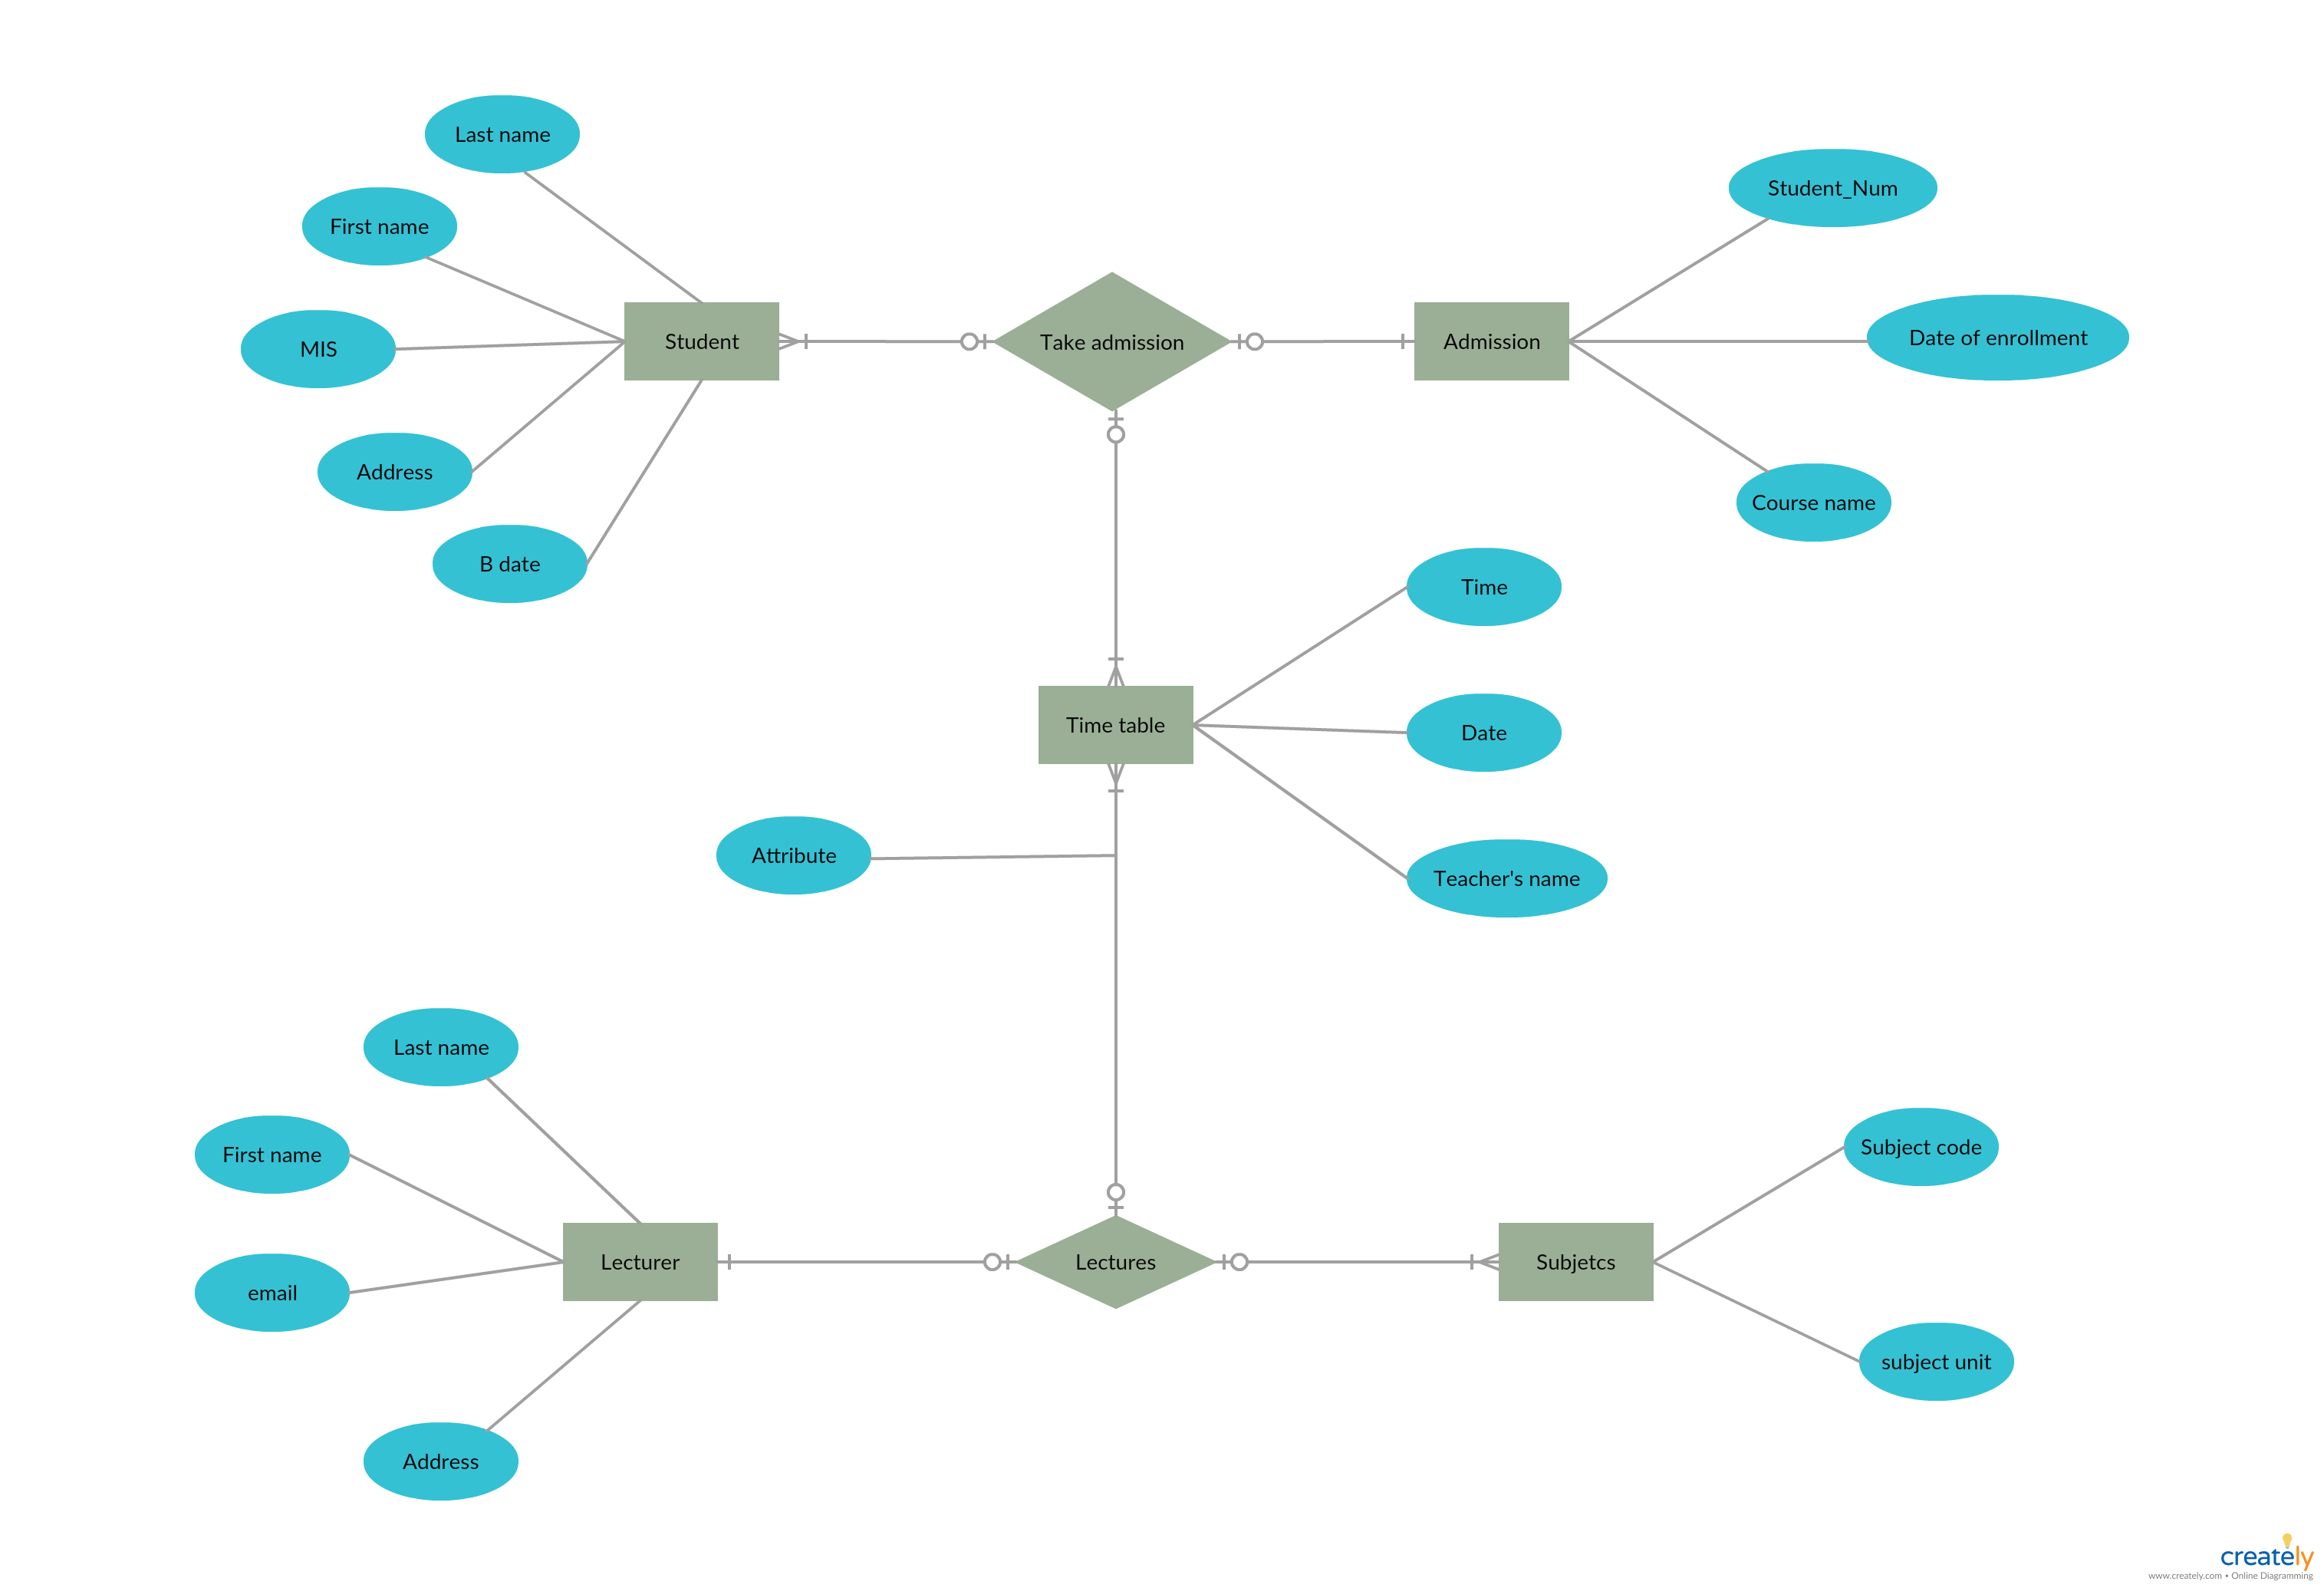 Last name
Student_Num
First name
Date of enrollment
Student
Take admission
Admission
MIS
Address
Course name
B date
Time
Time table
Date
Attribute
Teacher's name
Last name
First name
Subject code
Lecturer
Lectures
Subjetcs
email
subject unit
Address
creately
www.creately.com • Online Diagramming